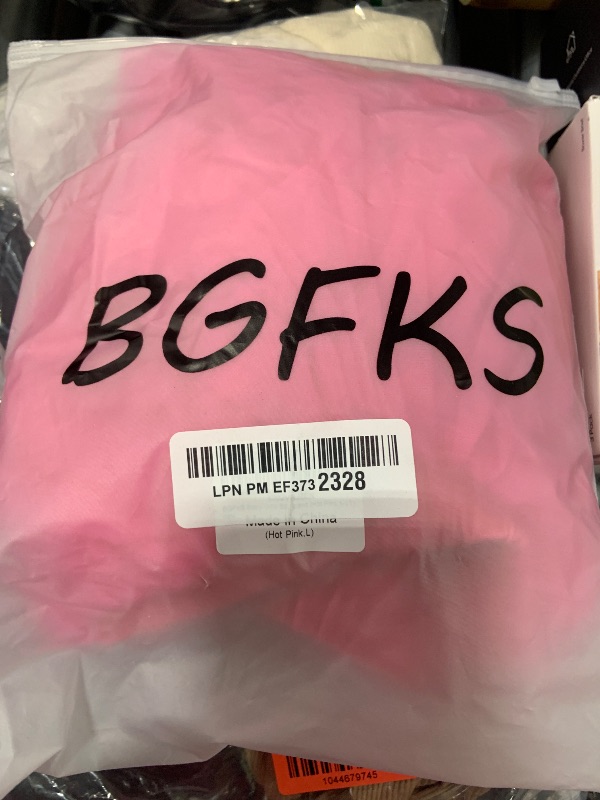 BGFKS
LPN PM EF373 2328
Made in China
(Hot Pink,L)
1044679745